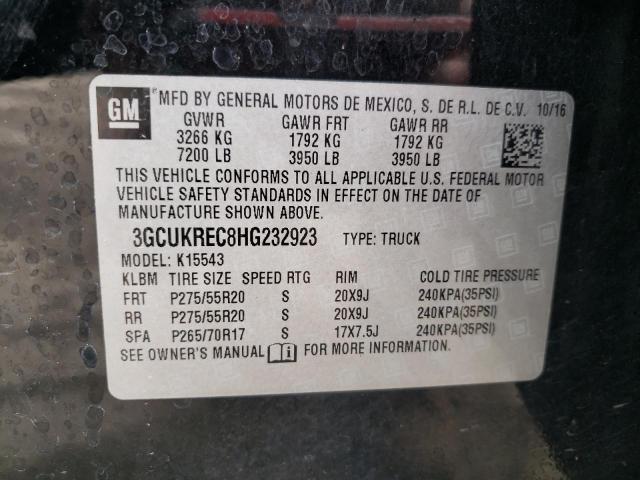 GM
MFD BY GENERAL MOTORS DE MEXICO, S. DE R.L. DE C.V. 10/16
GVWR GAWR FRT GAWR RR
3266 KG 1792 KG 1792 KG
7200 LB 3950 LB 3950 LB
THIS VEHICLE CONFORMS TO ALL APPLICABLE U.S. FEDERAL MOTOR
VEHICLE SAFETY STANDARDS IN EFFECT ON THE DATE OF
MANUFACTURE SHOWN ABOVE.
3GCUKREC8HG232923 TYPE: TRUCK
MODEL: K15543
KLBM TIRE SIZE SPEED RTG RIM COLD TIRE PRESSURE
FRT P275/55R20 S 20X9J 240KPA(35PSI)
RR P275/55R20 S 20X9J 240KPA(35PSI)
SPA P265/70R17 S 17X7.5J 240KPA(35PSI)
SEE OWNER'S MANUAL FOR MORE INFORMATION.